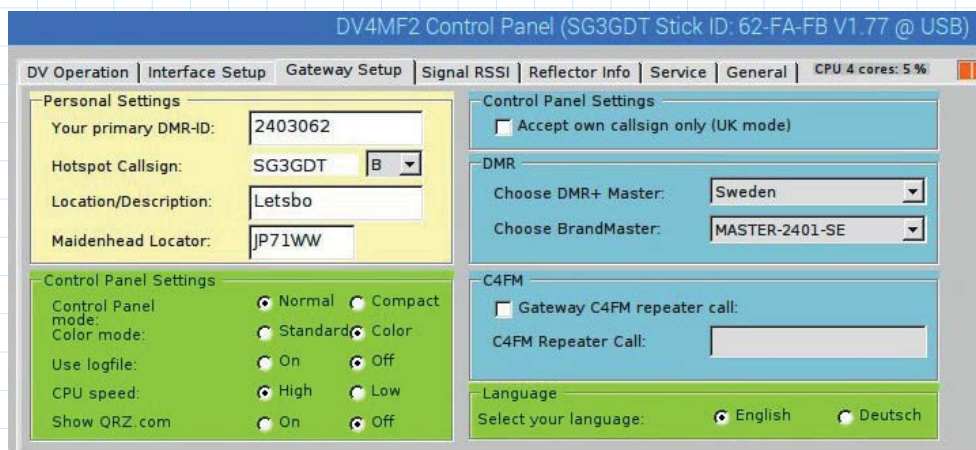 DV4MF2 Control Panel (SG3GDT Stick ID: 62-FA-FB V1.77 @ USB)
DV Operation Interface Setup Gateway Setup Signal RSSI Reflector Info Service General CPU 4 cores: 5 %
Personal Settings
Your primary DMR-ID: 2403062
Hotspot Callsign: SG3GDT B
Location/Description: Letsbo
Maidenhead Locator: JP71WW
Control Panel Settings
Control Panel mode: Normal Compact
Color mode: Standard Color
Use logfile: On Off
CPU speed: High Low
Show QRZ.com On Off
Control Panel Settings
Accept own callsign only (UK mode)
DMR
Choose DMR+ Master: Sweden
Choose BrandMaster: MASTER-2401-SE
C4FM
Gateway C4FM repeater call:
C4FM Repeater Call:
Language
Select your language: English Deutsch